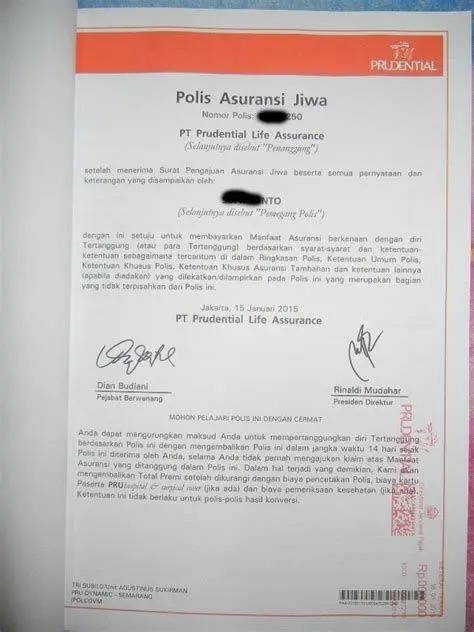 PRUDENTIAL
Polis Asuransi Jiwa
Nomor Polis: 250
PT Prudential Life Assurance
(Selanjutnya disebut "Penanggung")
setelah menerima Surat Pengajuan Asuransi Jiwa beserta semua pernyataan dan
keterangan yang disampaikan oleh:
NTO
(Selanjutnya disebut "Pemegang Polis")
dengan ini setuju untuk membayarkan Manfaat Asuransi berkenaan dengan diri
Tertanggung (atau para Tertanggung) berdasarkan syarat-syarat dan ketentuan-
ketentuan sebagaimana tercantum di dalam Ringkasan Polis, Ketentuan Umum Polis,
Ketentuan Khusus Polis, Ketentuan Khusus Asuransi Tambahan dan ketentuan lainnya
(apabila diadakan) yang dilekatkan/dilampirkan pada Polis ini yang merupakan bagian
yang tidak terpisahkan dari Polis ini.
Jakarta, 15 Januari 2015
PT Prudential Life Assurance
Dian Budiani
Pejabat Berwenang
Rinaldi Mudahar
Presiden Direktur
MOHON PELAJARI POLIS INI DENGAN CERMAT
Anda dapat mengurungkan maksud Anda untuk mempertanggungkan diri Tertanggung
berdasarkan Polis ini dengan mengembalikan Polis ini dalam jangka waktu 14 hari sejak
Polis ini diterima oleh Anda, selama Anda tidak pernah mengajukan klaim atas Manfaat
Asuransi yang ditanggung dalam Polis ini. Dalam hal terjadi yang demikian, Kami akan
mengembalikan Total Premi setelah dikurangi dengan biaya pencetakan Polis, biaya kartu
Peserta PRUhospital & surgical cover (jika ada) dan biaya pemeriksaan kesehatan (jika ada).
Ketentuan ini tidak berlaku untuk polis-polis hasil konversi.
TRI SUSILO/Unit AGUSTINUS SUKIRMAN
PRU DYNAMIC - SEMARANG
/POLCOVM